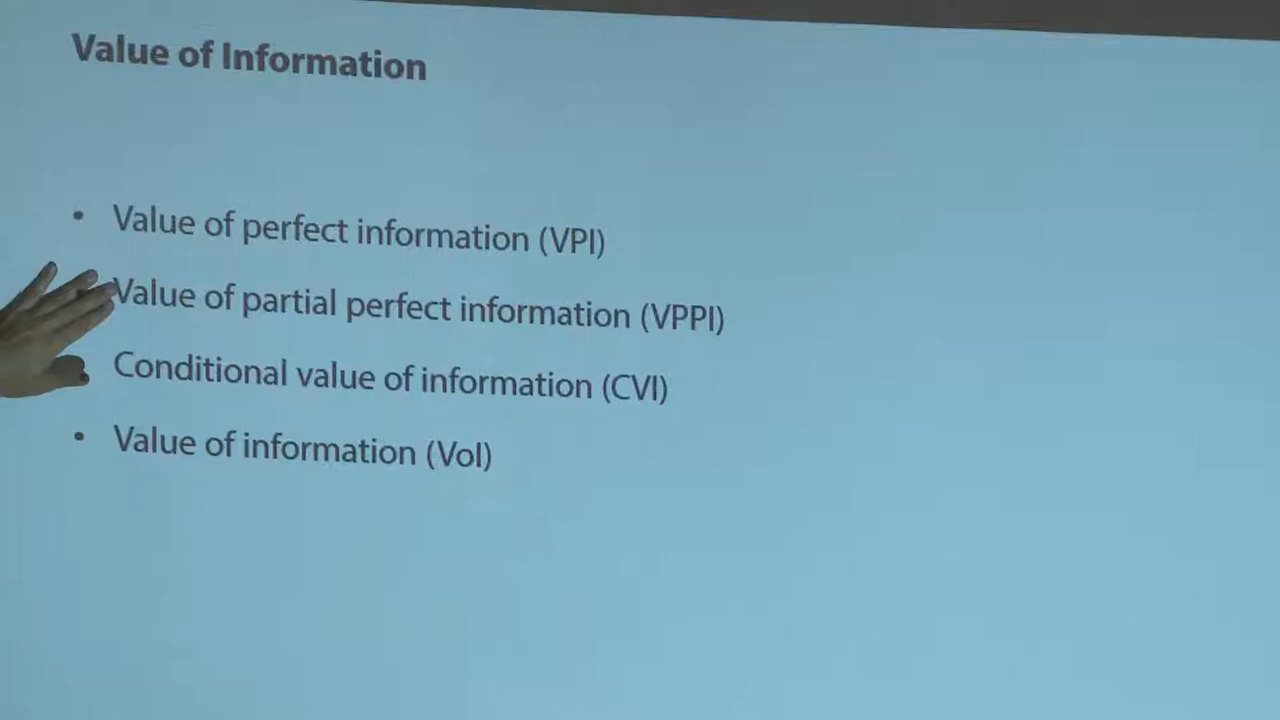 Value of Information
• Value of perfect information (VPI)
Value of partial perfect information (VPPI)
Conditional value of information (CVI)
• Value of information (VoI)